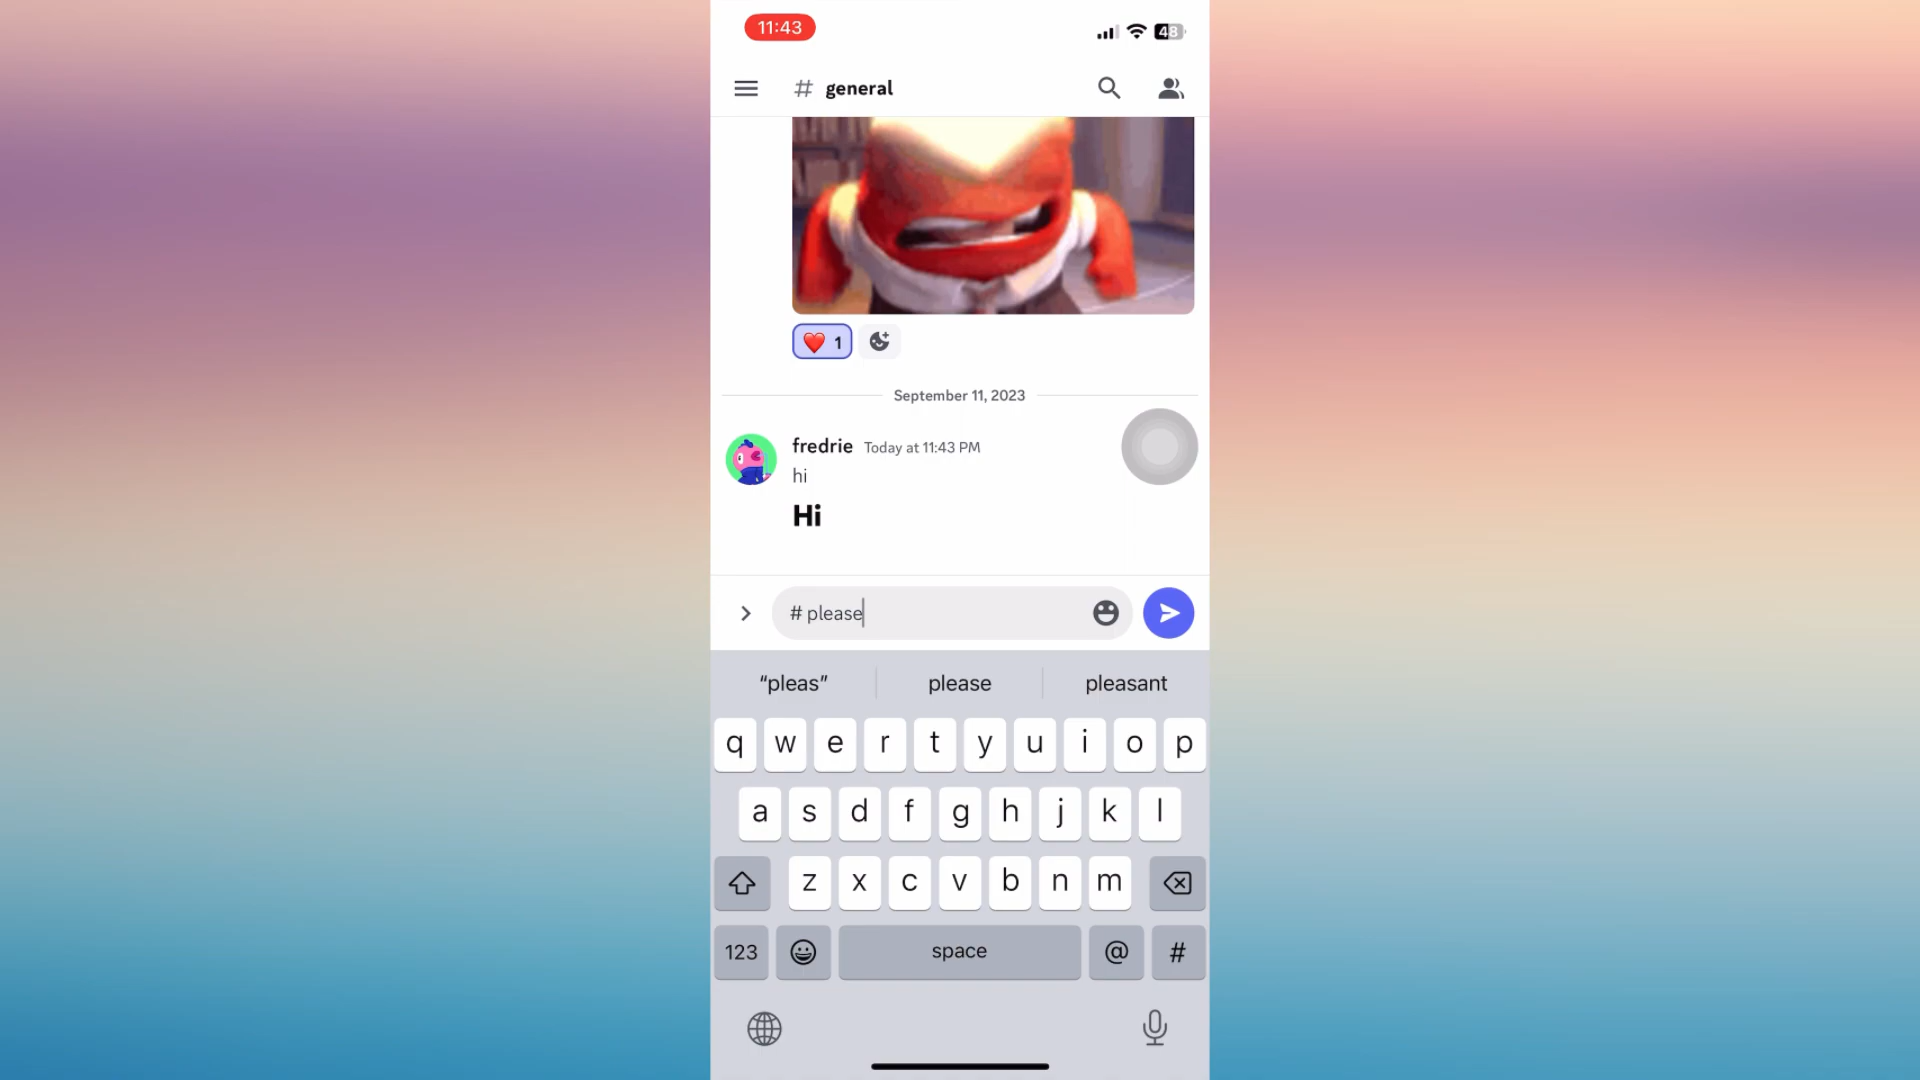 11:43
48
# general
❤️ 1
September 11, 2023
fredrie Today at 11:43 PM
hi
Hi
# please
“pleas” please pleasant
q w e r t y u i o p
a s d f g h j k l
z x c v b n m
123 space @ #